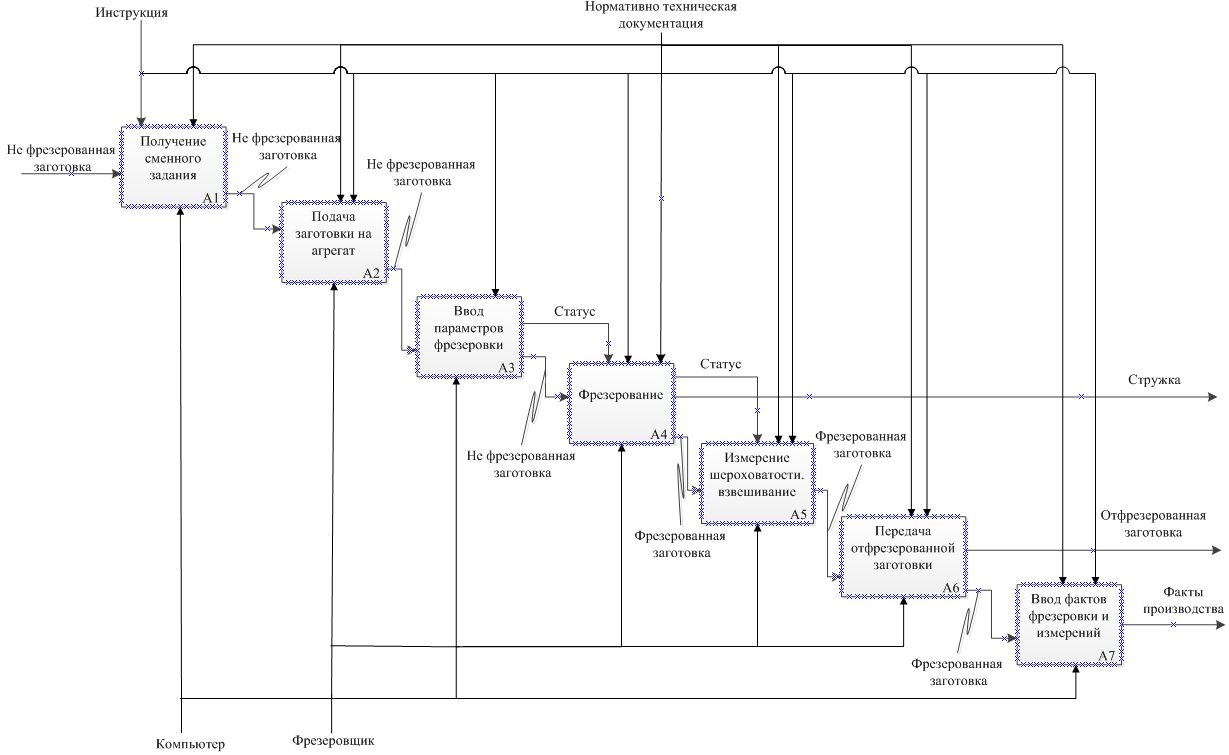 Инструкция
Нормативно техническая
документация
Не фрезерованная
заготовка
Получение
сменного
задания
A1
Не фрезерованная
заготовка
Подача
заготовки на
агрегат
A2
Не фрезерованная
заготовка
Ввод
параметров
фрезеровки
A3
Статус
Не фрезерованная
заготовка
Фрезерование
A4
Статус
Стружка
Фрезерованная
заготовка
Измерение
шероховатости.
взвешивание
A5
Фрезерованная
заготовка
Передача
отфрезерованной
заготовки
A6
Отфрезерованная
заготовка
Фрезерованная
заготовка
Ввод фактов
фрезеровки и
измерений
A7
Факты
производства
Компьютер
Фрезеровщик